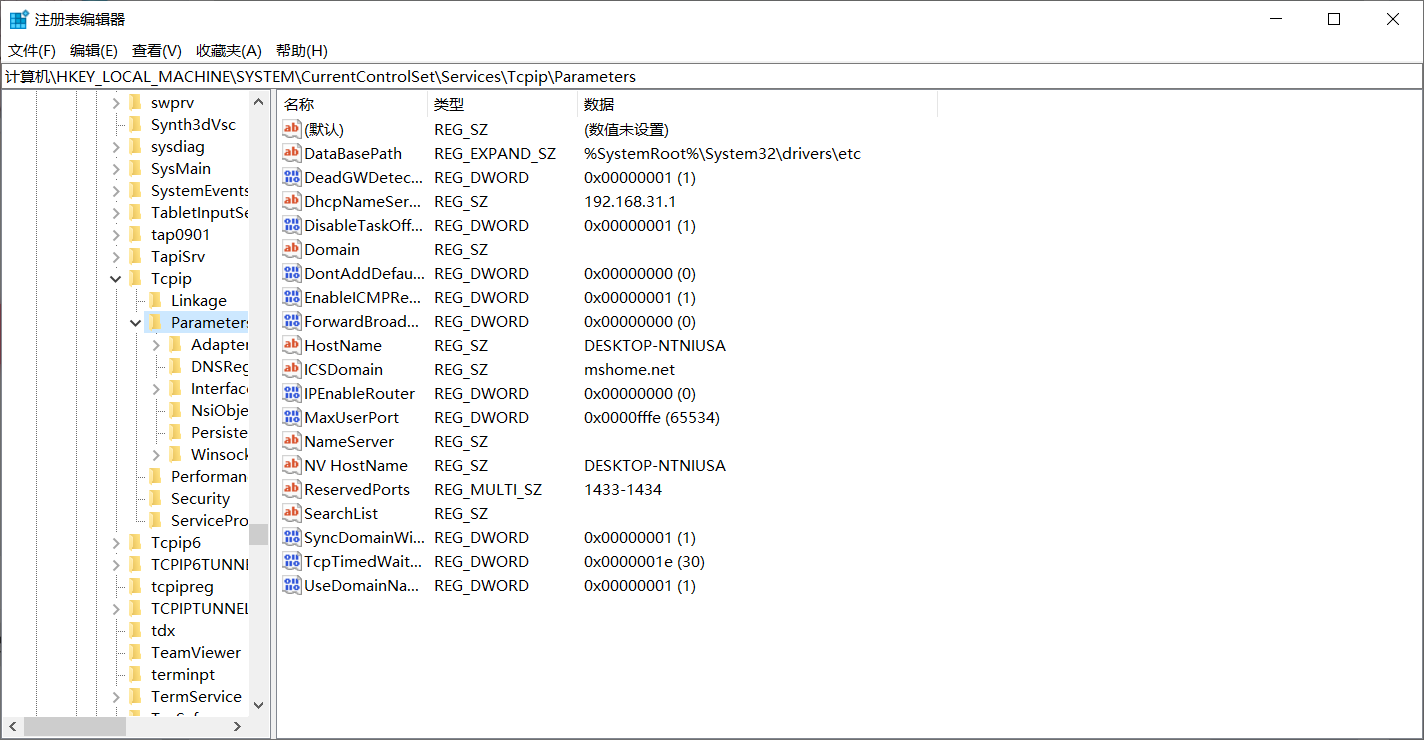 注册表编辑器
文件(F) 编辑(E) 查看(V) 收藏夹(A) 帮助(H)
计算机\HKEY_LOCAL_MACHINE\SYSTEM\CurrentControlSet\Services\Tcpip\Parameters
swprv
Synth3dVsc
sysdiag
SysMain
SystemEvents
TabletInputSe
tap0901
TapiSrv
Tcpip
Linkage
Parameters
Adapter
DNSReg
Interfac
NsiObje
Persiste
Winsock
Performan
Security
ServicePro
Tcpip6
TCPIP6TUNNE
tcpipreg
TCPIPTUNNEL
tdx
TeamViewer
terminpt
TermService
名称 类型 数据
(默认) REG_SZ (数值未设置)
DataBasePath REG_EXPAND_SZ %SystemRoot%\System32\drivers\etc
DeadGWDetec... REG_DWORD 0x00000001 (1)
DhcpNameSer... REG_SZ 192.168.31.1
DisableTaskOff... REG_DWORD 0x00000001 (1)
Domain REG_SZ
DontAddDefau... REG_DWORD 0x00000000 (0)
EnableICMPRe... REG_DWORD 0x00000001 (1)
ForwardBroad... REG_DWORD 0x00000000 (0)
HostName REG_SZ DESKTOP-NTNIUSA
ICSDomain REG_SZ mshome.net
IPEnableRouter REG_DWORD 0x00000000 (0)
MaxUserPort REG_DWORD 0x0000fffe (65534)
NameServer REG_SZ
NV HostName REG_SZ DESKTOP-NTNIUSA
ReservedPorts REG_MULTI_SZ 1433-1434
SearchList REG_SZ
SyncDomainWi... REG_DWORD 0x00000001 (1)
TcpTimedWait... REG_DWORD 0x0000001e (30)
UseDomainNa... REG_DWORD 0x00000001 (1)